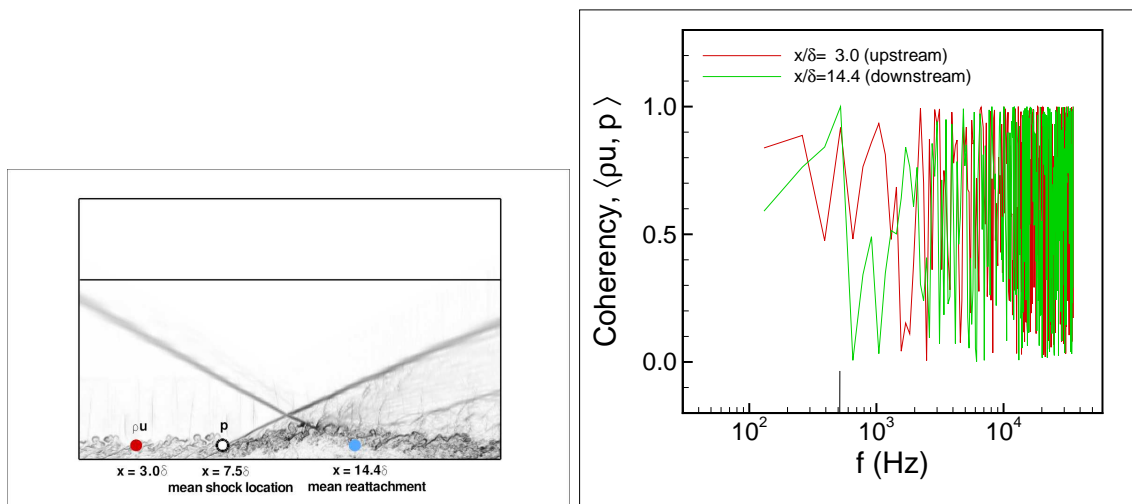 ρu
p
x = 3.0δ
x = 7.5δ
x = 14.4δ
mean shock location
mean reattachment
x/δ= 3.0 (upstream)
x/δ=14.4 (downstream)
Coherency, ⟨ρu, p⟩
1.0
0.5
0.0
10²
10³
10⁴
f (Hz)